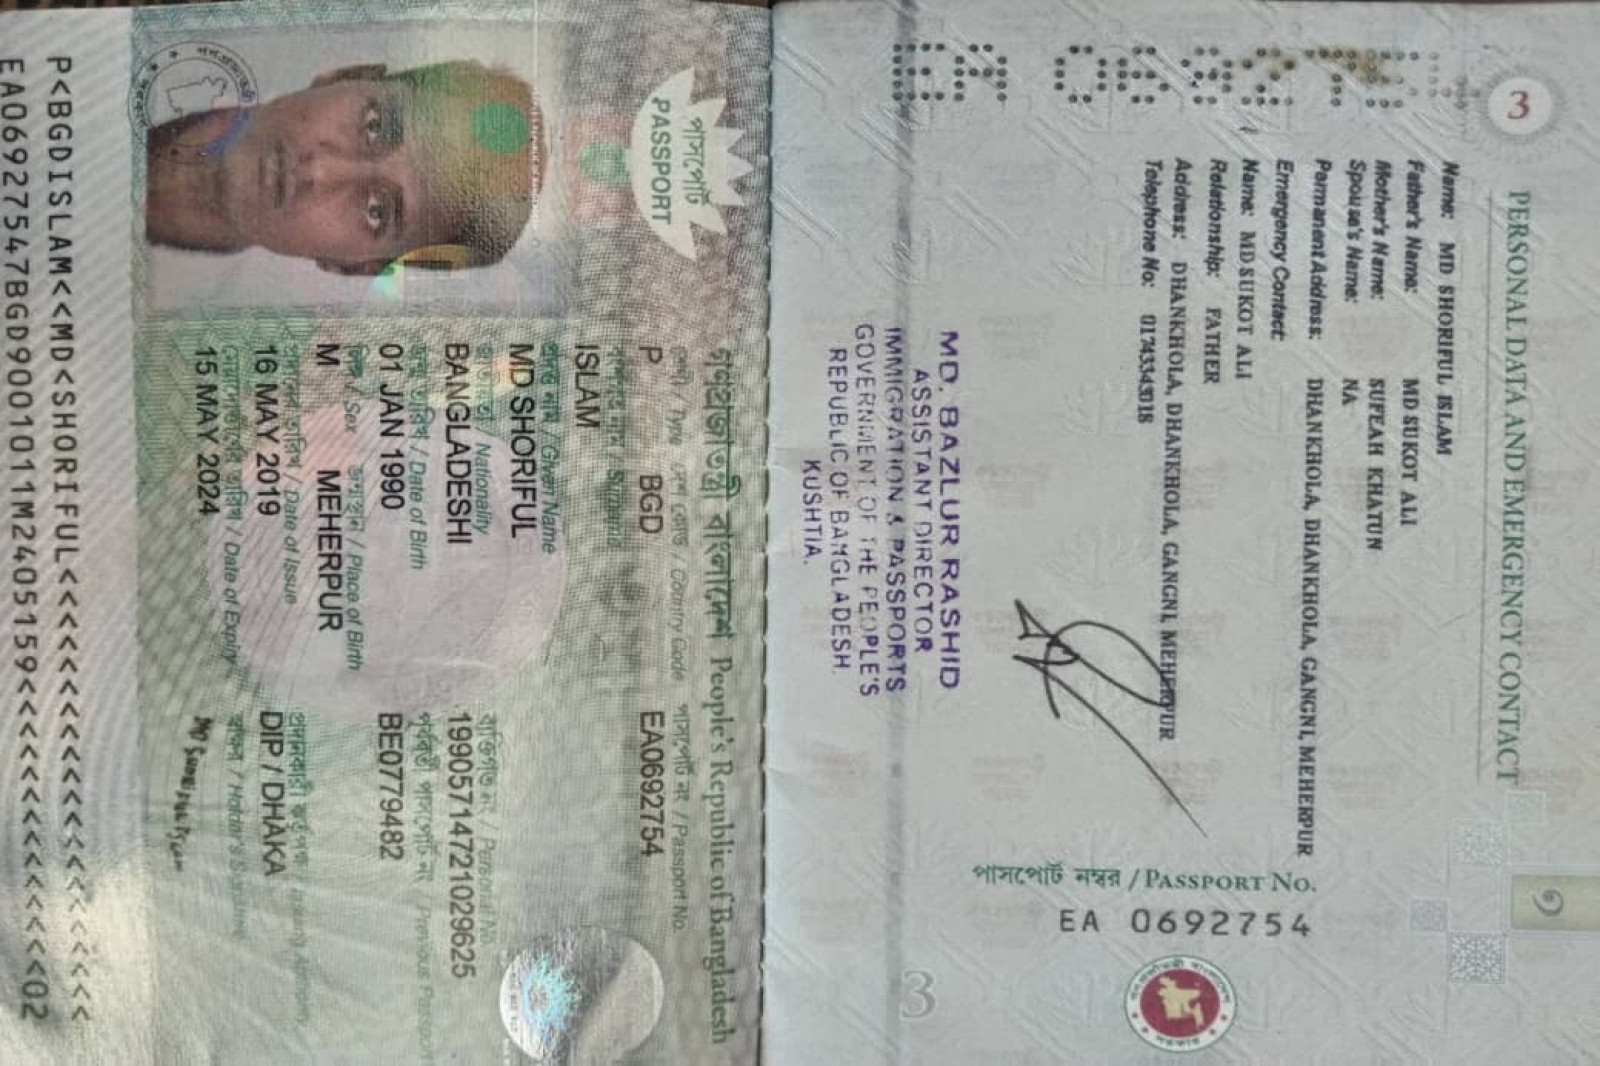 গণপ্রজাতন্ত্রী বাংলাদেশ People's Republic of Bangladesh
পাসপোর্ট
PASSPORT
শ্রেণী / Type দেশ কোড / Country Code পাসপোর্ট নং / Passport No.
P BGD EA0692754
বংশগত নাম / Surname
ISLAM
প্রদত্ত নাম / Given Name
MD SHORIFUL
জাতীয়তা / Nationality ব্যক্তিগত নং / Personal No.
BANGLADESHI 19905714721029625
জন্ম তারিখ / Date of Birth পূর্ববর্তী পাসপোর্ট নং / Previous Passport
01 JAN 1990 BE0779482
লিঙ্গ / Sex জন্মস্থান / Place of Birth
M MEHERPUR
প্রদানের তারিখ / Date of Issue প্রদানকারী কর্তৃপক্ষ / Issuing Authority
16 MAY 2019 DIP / DHAKA
মেয়াদোত্তীর্ণের তারিখ / Date of Expiry স্বাক্ষর / Holder's Signature
15 MAY 2024
P<BGDISLAM<<MD<SHORIFUL<<<<<<<<<<<<<<<<<<<<<
EA06927547BGD9001011M2405159<<<<<<<<<<<<<<02
3
PERSONAL DATA AND EMERGENCY CONTACT
Name: MD SHORIFUL ISLAM
Father's Name: MD SUKOT ALI
Mother's Name: SUFEAH KHATUN
Spouse's Name: NA
Permanent Address: DHANKHOLA, DHANKHOLA, GANGNI, MEHERPUR
Emergency Contact:
Name: MD SUKOT ALI
Relationship: FATHER
Address: DHANKHOLA, DHANKHOLA, GANGNI, MEHERPUR
Telephone No: 01743343018
MD. BAZLUR RASHID
ASSISTANT DIRECTOR
IMMIGRATION & PASSPORTS
GOVERNMENT OF THE PEOPLE'S
REPUBLIC OF BANGLADESH.
KUSHTIA.
পাসপোর্ট নম্বর / PASSPORT NO.
EA 0692754
3